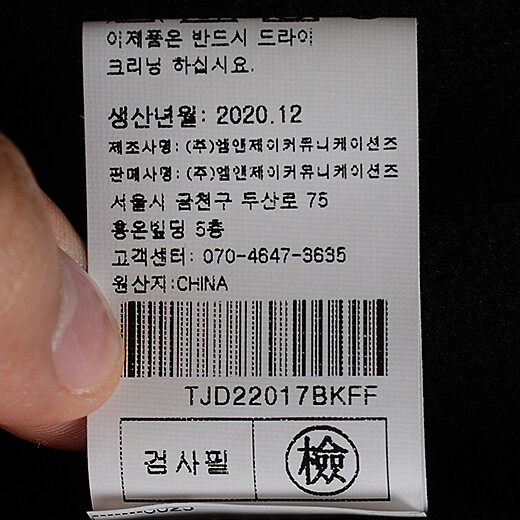 이제품은 반드시 드라이
크리닝 하십시요.
생산년월: 2020.12
제조사명: (주)엠앤제이커뮤니케이션즈
판매사명: (주)엠앤제이커뮤니케이션즈
서울시 금천구 두산로 75
용은빌딩 5층
고객센터: 070-4647-3635
원산지:CHINA
TJD22017BKFF
검사필 檢